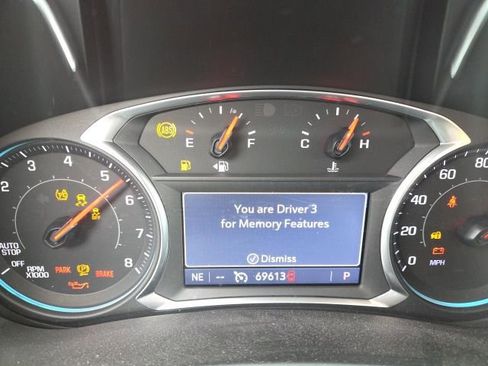 ABS
E F
C H
2 3 4 5 6 7 8
AUTO
STOP
OFF
RPM
X1000
PARK
BRAKE
You are Driver 3
for Memory Features
Dismiss
NE -- 69613 P
0 20 40 60 80
MPH